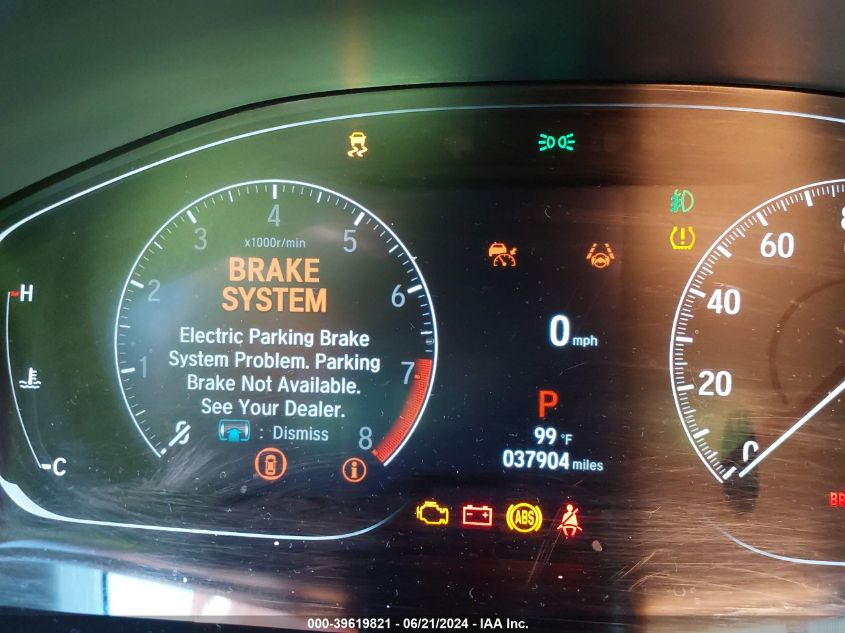 4
3
5
x1000r/min
BRAKE
SYSTEM
2
6
Electric Parking Brake
System Problem. Parking
Brake Not Available.
See Your Dealer.
1
7
0
8
: Dismiss
H
C
0 mph
P
99 °F
037904 miles
ABS
60
40
20
0
000-39619821 / 06/21/2024 - IAA Inc.